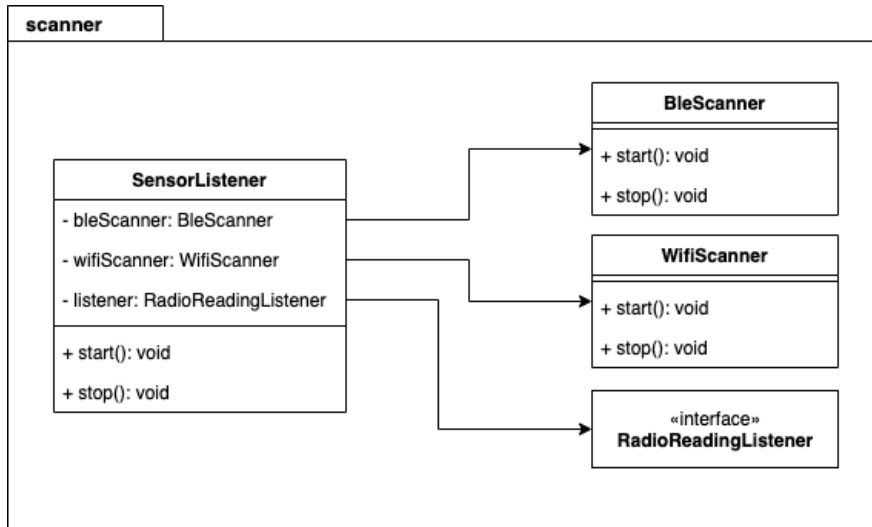 scanner
SensorListener
- bleScanner: BleScanner
- wifiScanner: WifiScanner
- listener: RadioReadingListener
+ start(): void
+ stop(): void
BleScanner
+ start(): void
+ stop(): void
WifiScanner
+ start(): void
+ stop(): void
«interface»
RadioReadingListener